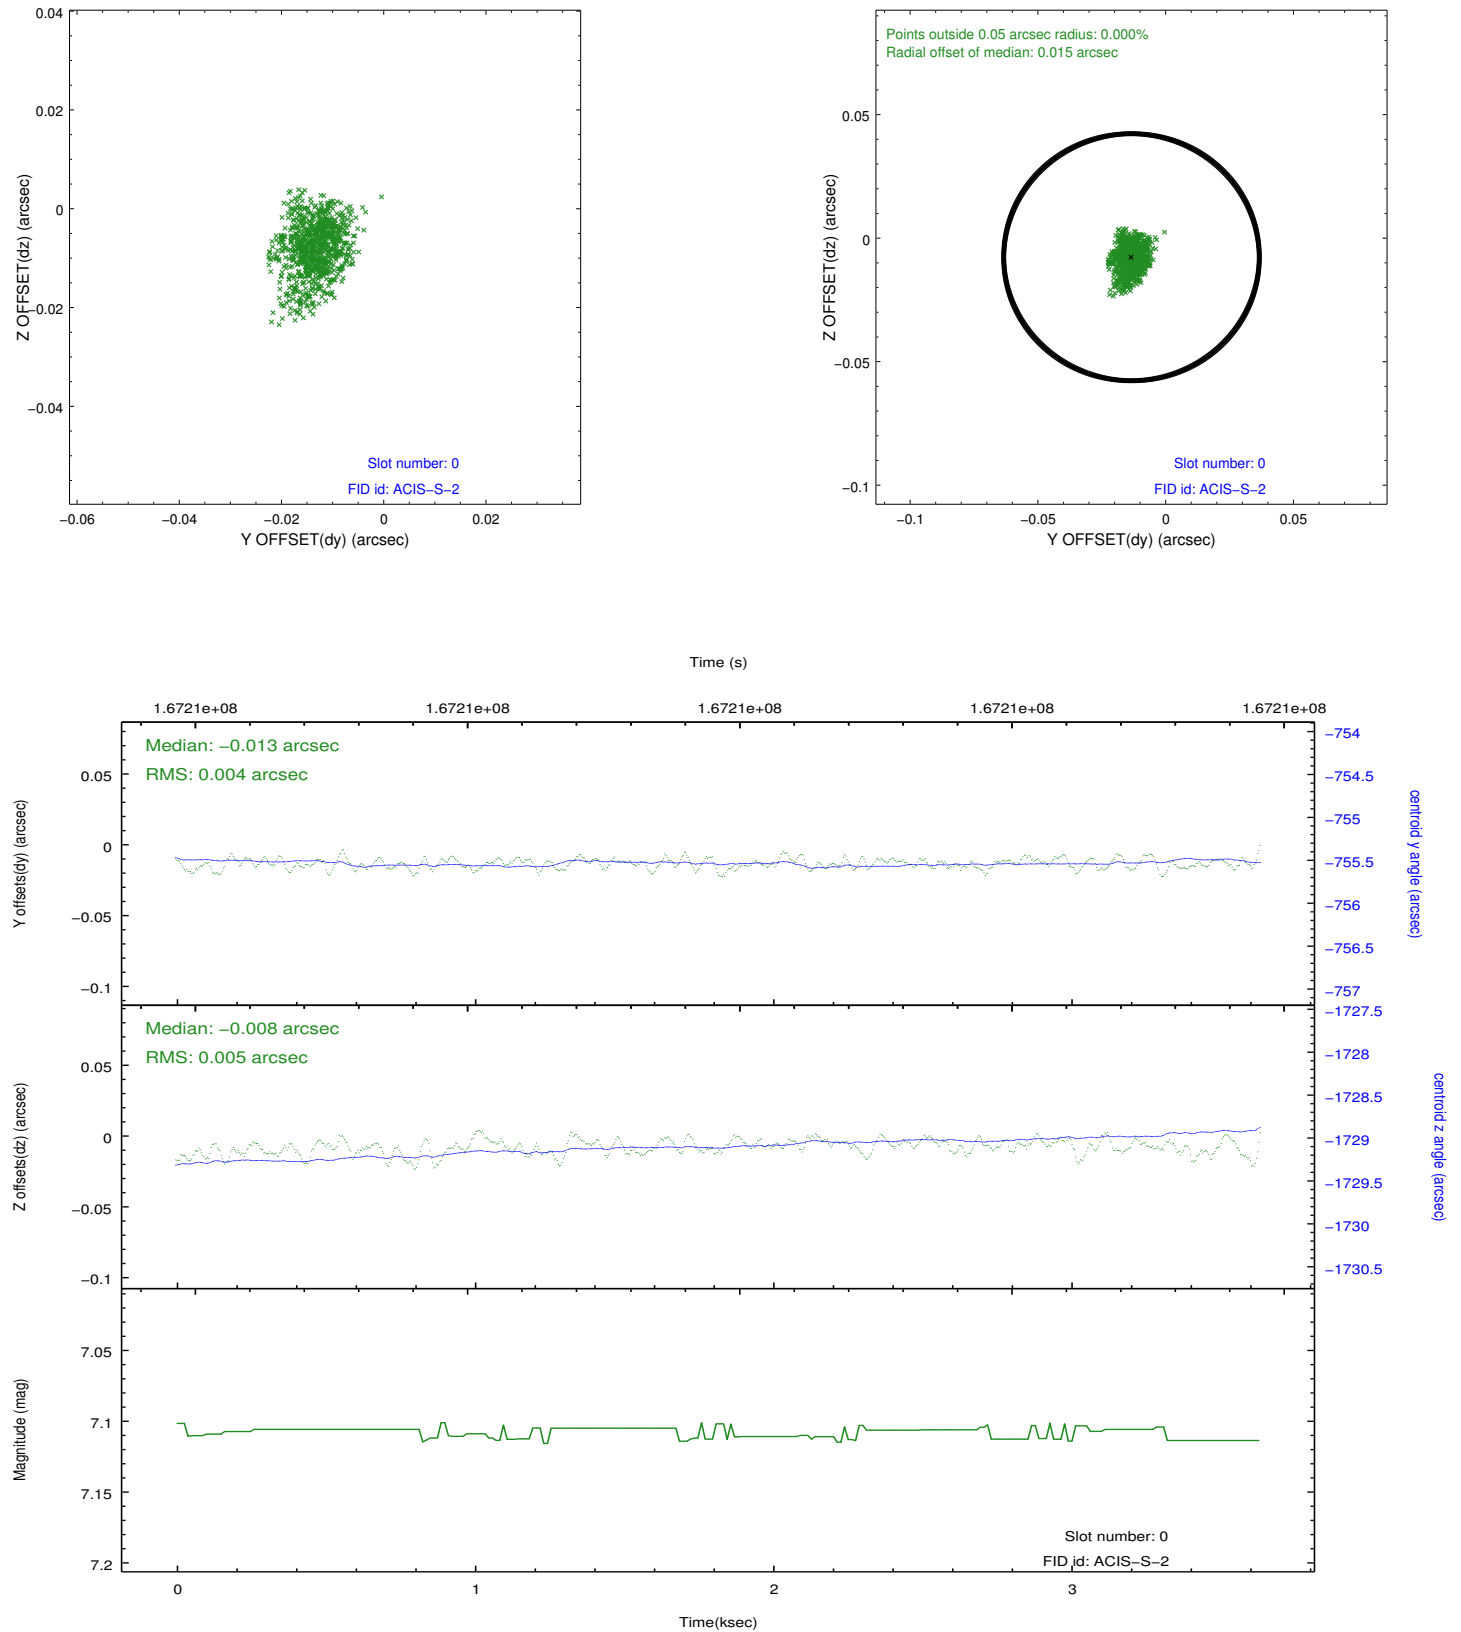 0.04
0.02
0
−0.02
−0.04
Z OFFSET(dz) (arcsec)
Slot number: 0
FID id: ACIS−S−2
−0.06
−0.04
−0.02
0
0.02
Y OFFSET(dy) (arcsec)
Points outside 0.05 arcsec radius: 0.000%
Radial offset of median: 0.015 arcsec
0.05
0
−0.05
−0.1
Z OFFSET(dz) (arcsec)
Slot number: 0
FID id: ACIS−S−2
−0.1
−0.05
0
0.05
Y OFFSET(dy) (arcsec)
Time (s)
1.6721e+08
1.6721e+08
1.6721e+08
1.6721e+08
1.6721e+08
Median: −0.013 arcsec
RMS: 0.004 arcsec
0.05
0
−0.05
−0.1
Y offsets(dy) (arcsec)
−754
−754.5
−755
−755.5
−756
−756.5
−757
centroid y angle (arcsec)
Median: −0.008 arcsec
RMS: 0.005 arcsec
0.05
0
−0.05
−0.1
Z offsets(dz) (arcsec)
−1727.5
−1728
−1728.5
−1729
−1729.5
−1730
−1730.5
centroid z angle (arcsec)
7.05
7.1
7.15
7.2
Magnitude (mag)
Slot number: 0
FID id: ACIS−S−2
0
1
2
3
Time(ksec)